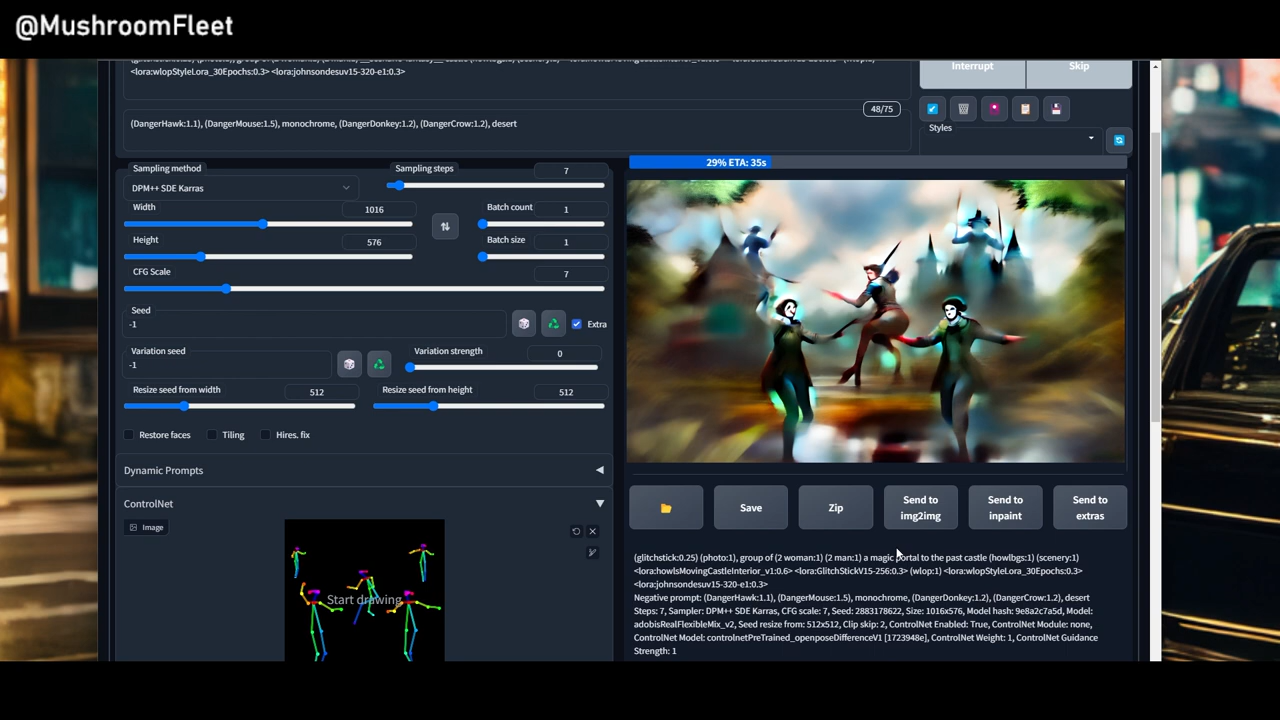 @MushroomFleet
<lora:wlopStyleLora_30Epochs:0.3> <lora:johnsondesuv15-320-e1:0.3>
Interrupt
Skip
48/75
(DangerHawk:1.1), (DangerMouse:1.5), monochrome, (DangerDonkey:1.2), (DangerCrow:1.2), desert
Styles
29% ETA: 35s
Sampling method
Sampling steps
7
DPM++ SDE Karras
Width
1016
Batch count
1
Height
576
Batch size
1
CFG Scale
7
Seed
-1
Extra
Variation seed
-1
Variation strength
0
Resize seed from width
512
Resize seed from height
512
Restore faces
Tiling
Hires. fix
Dynamic Prompts
ControlNet
Image
Start drawing
Save
Zip
Send to
img2img
Send to
inpaint
Send to
extras
(glitchstick:0.25) (photo:1), group of (2 woman:1) (2 man:1) a magic portal to the past castle (howlbgs:1) (scenery:1)
<lora:howlsMovingCastleInterior_v1:0.6> <lora:GlitchStickV15-256:0.3> (wlop:1) <lora:wlopStyleLora_30Epochs:0.3>
<lora:johnsondesuv15-320-e1:0.3>
Negative prompt: (DangerHawk:1.1), (DangerMouse:1.5), monochrome, (DangerDonkey:1.2), (DangerCrow:1.2), desert
Steps: 7, Sampler: DPM++ SDE Karras, CFG scale: 7, Seed: 2883178622, Size: 1016x576, Model hash: 9e8a2c7a5d, Model:
adobisRealFlexibleMix_v2, Seed resize from: 512x512, Clip skip: 2, ControlNet Enabled: True, ControlNet Module: none,
ControlNet Model: controlnetPreTrained_openposeDifferenceV1 [1723948e], ControlNet Weight: 1, ControlNet Guidance
Strength: 1